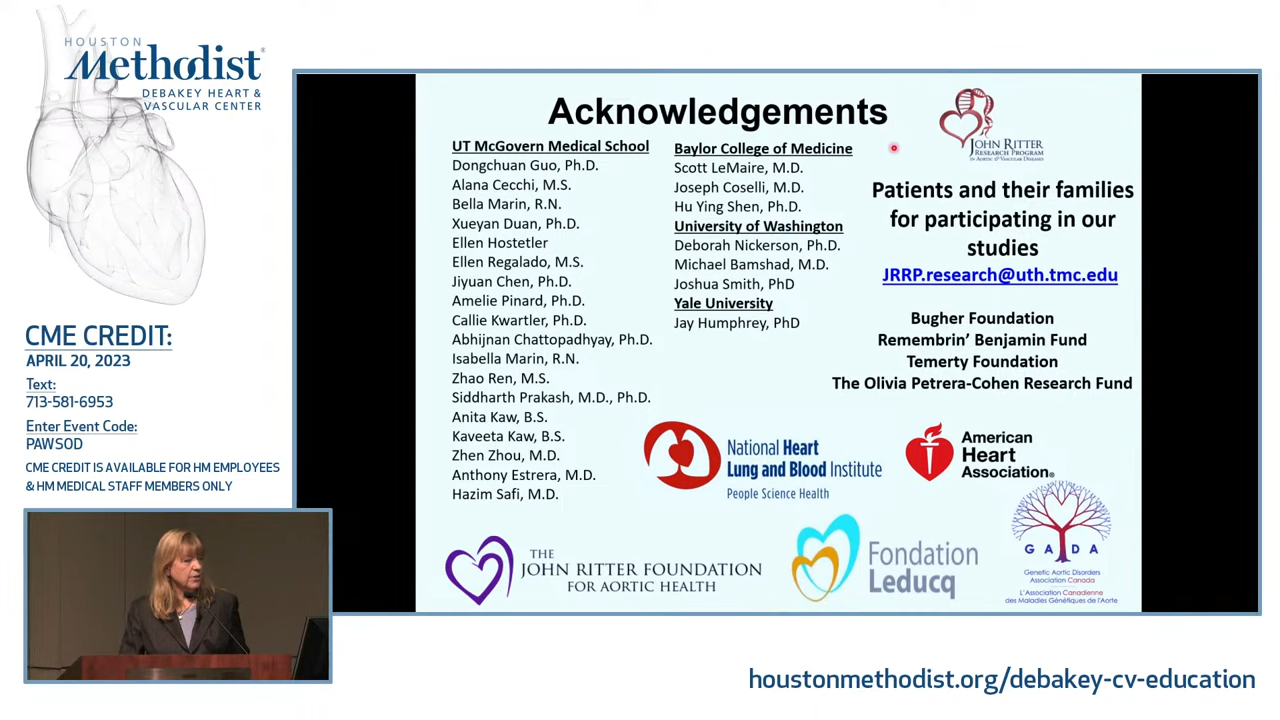 HOUSTON
Methodist®
DEBAKEY HEART &
VASCULAR CENTER
CME CREDIT:
APRIL 20, 2023
Text:
713-581-6953
Enter Event Code:
PAWSOD
CME CREDIT IS AVAILABLE FOR HM EMPLOYEES
& HM MEDICAL STAFF MEMBERS ONLY
Acknowledgements
UT McGovern Medical School
Dongchuan Guo, Ph.D.
Alana Cecchi, M.S.
Bella Marin, R.N.
Xueyan Duan, Ph.D.
Ellen Hostetler
Ellen Regalado, M.S.
Jiyuan Chen, Ph.D.
Amelie Pinard, Ph.D.
Callie Kwartler, Ph.D.
Abhijnan Chattopadhyay, Ph.D.
Isabella Marin, R.N.
Zhao Ren, M.S.
Siddharth Prakash, M.D., Ph.D.
Anita Kaw, B.S.
Kaveeta Kaw, B.S.
Zhen Zhou, M.D.
Anthony Estrera, M.D.
Hazim Safi, M.D.
Baylor College of Medicine
Scott LeMaire, M.D.
Joseph Coselli, M.D.
Hu Ying Shen, Ph.D.
University of Washington
Deborah Nickerson, Ph.D.
Michael Bamshad, M.D.
Joshua Smith, PhD
Yale University
Jay Humphrey, PhD
JOHN RITTER
RESEARCH PROGRAM
IN AORTIC & VASCULAR DISEASES
Patients and their families
for participating in our
studies
JRRP.research@uth.tmc.edu
Bugher Foundation
Remembrin’ Benjamin Fund
Temerty Foundation
The Olivia Petrera-Cohen Research Fund
National Heart
Lung and Blood Institute
People Science Health
American
Heart
Association®
THE
JOHN RITTER FOUNDATION
FOR AORTIC HEALTH
Fondation
Leducq
GADA
Genetic Aortic Disorders
Association Canada
L'Association Canadienne
des Maladies Génétiques de l'Aorte
houstonmethodist.org/debakey-cv-education